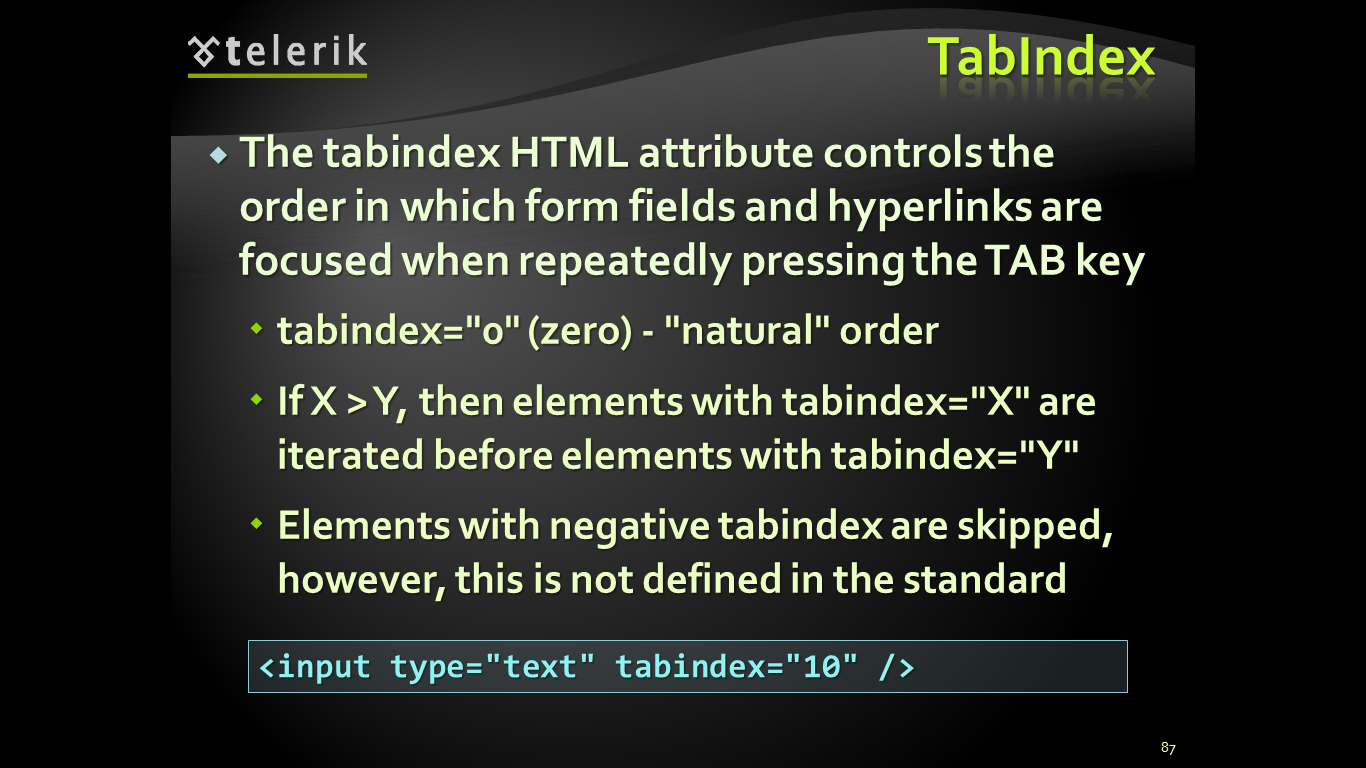 telerik
TabIndex
The tabindex HTML attribute controls the
order in which form fields and hyperlinks are
focused when repeatedly pressing the TAB key
tabindex="0" (zero) - "natural" order
If X > Y, then elements with tabindex="X" are
iterated before elements with tabindex="Y"
Elements with negative tabindex are skipped,
however, this is not defined in the standard
<input type="text" tabindex="10" />
87